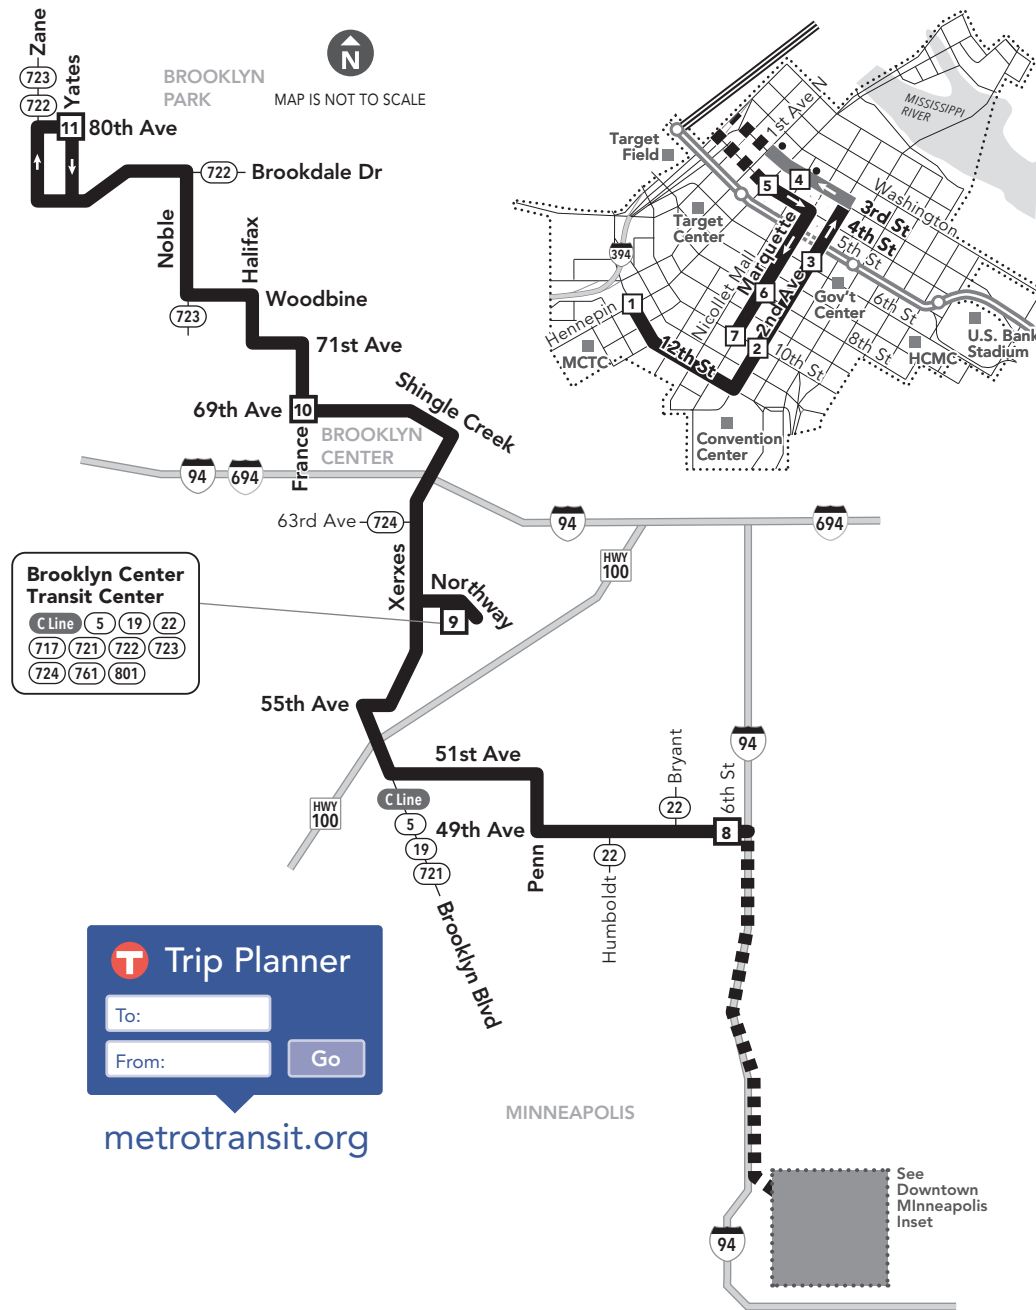 Zane
723
722
Yates
11
80th Ave
BROOKLYN
PARK
N
MAP IS NOT TO SCALE
722
Brookdale Dr
Noble
Halifax
Woodbine
723
71st Ave
69th Ave
10
France
Shingle Creek
BROOKLYN
CENTER
94
694
63rd Ave
724
94
694
HWY
100
Xerxes
Northway
9
Brooklyn Center
Transit Center
C Line
5
19
22
717
721
722
723
724
761
801
55th Ave
51st Ave
C Line
5
19
721
Brooklyn Blvd
HWY
100
49th Ave
Penn
22
Humboldt
22
Bryant
6th St
8
94
Trip Planner
To:
From:
Go
metrotransit.org
MINNEAPOLIS
94
See
Downtown
MInneapolis
Inset
MISSISSIPPI
RIVER
1st Ave N
Target
Field
5
4
Washington
3rd St
4th St
5th St
6th St
8th St
10th St
Target
Center
394
Marquette
Nicollet Mall
2nd Ave
3
6
7
2
1
Hennepin
12th St
MCTC
Gov't
Center
HCMC
U.S. Bank
Stadium
Convention
Center